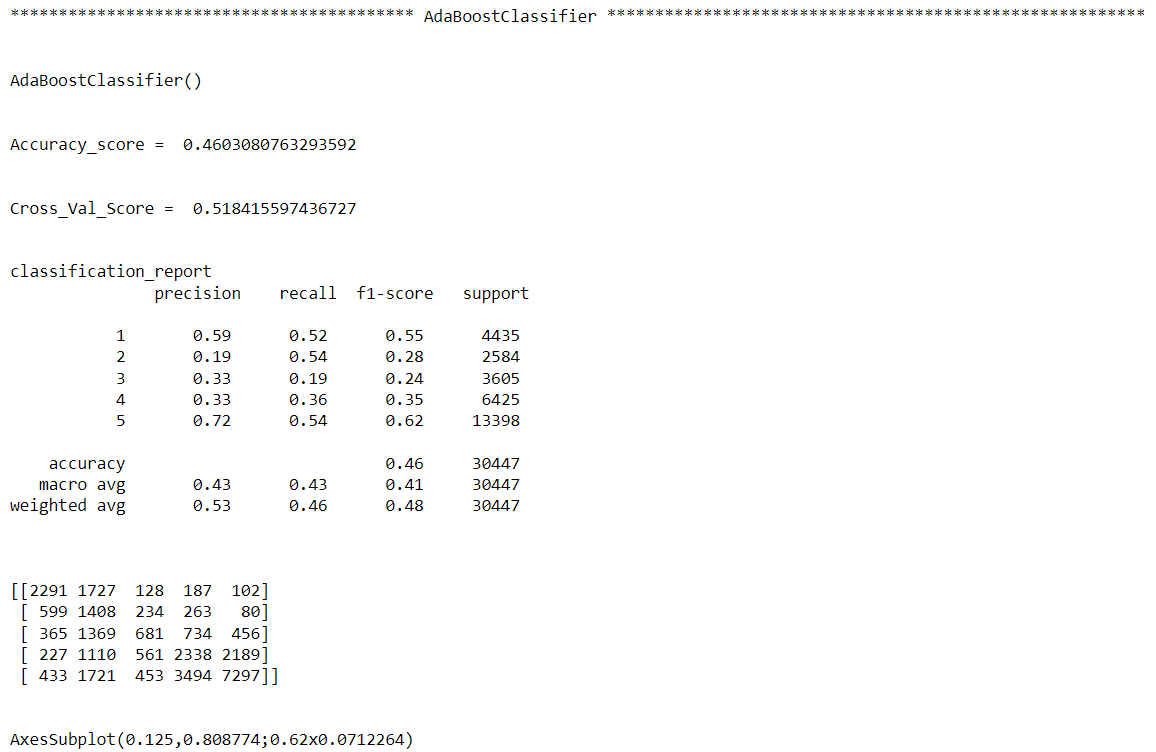 ****************************************** AdaBoostClassifier ********************************************************
AdaBoostClassifier()
Accuracy_score =  0.4603080763293592
Cross_Val_Score =  0.518415597436727
classification_report
               precision    recall  f1-score   support
           1       0.59      0.52      0.55      4435
           2       0.19      0.54      0.28      2584
           3       0.33      0.19      0.24      3605
           4       0.33      0.36      0.35      6425
           5       0.72      0.54      0.62     13398
    accuracy                           0.46     30447
   macro avg       0.43      0.43      0.41     30447
weighted avg       0.53      0.46      0.48     30447
[[2291 1727  128  187  102]
 [ 599 1408  234  263   80]
 [ 365 1369  681  734  456]
 [ 227 1110  561 2338 2189]
 [ 433 1721  453 3494 7297]]
AxesSubplot(0.125,0.808774;0.62x0.0712264)